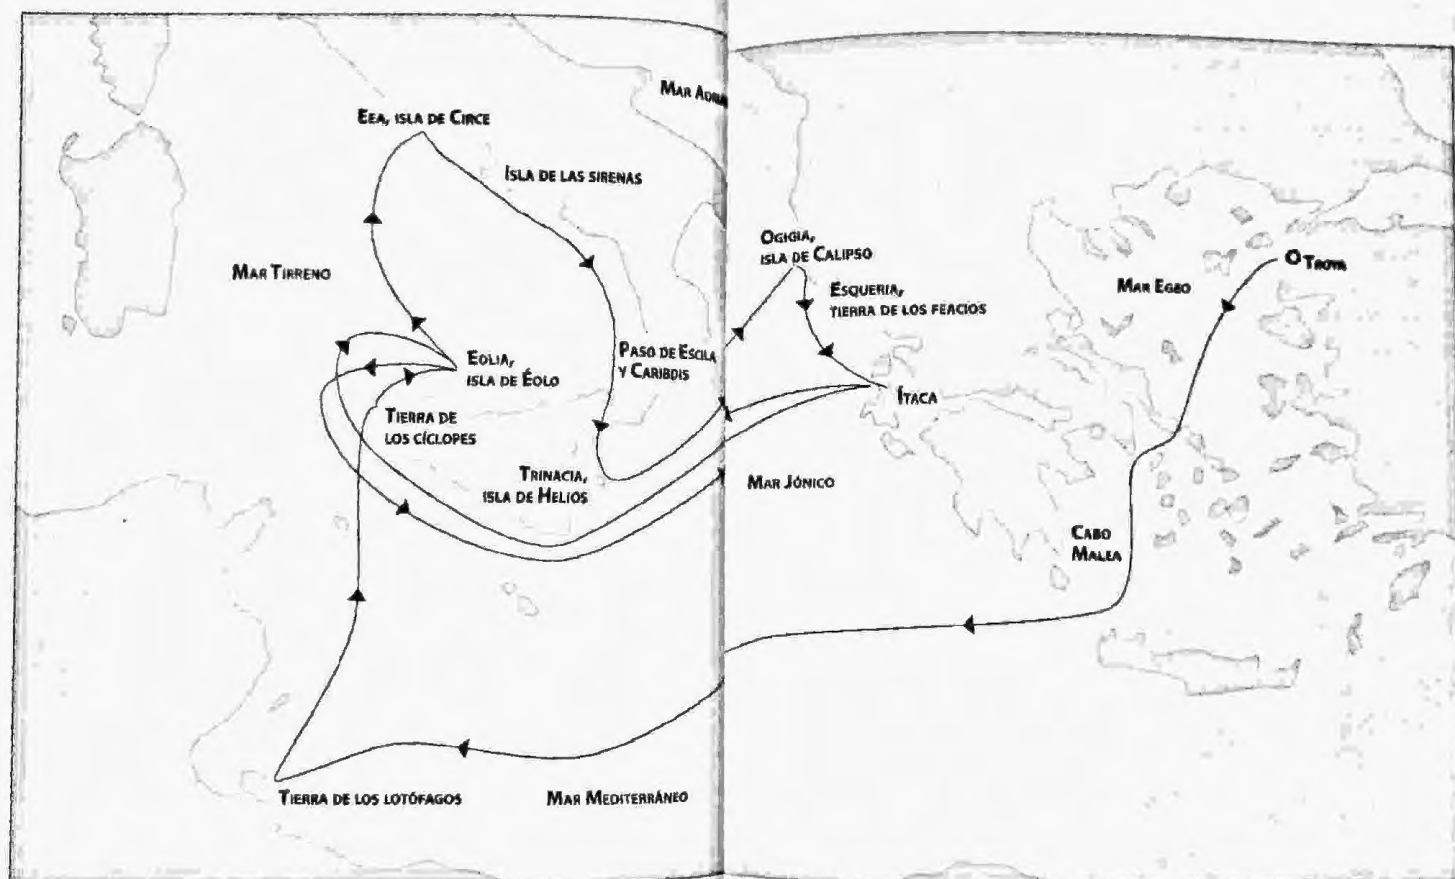 MAR ADRIA
EEA, ISLA DE CIRCE
ISLA DE LAS SIRENAS
MAR TIRRENO
OGIGIA,
ISLA DE CALIPSO
ESQUERIA,
TIERRA DE LOS FEACIOS
MAR EGEO
TROYA
EOLIA,
ISLA DE ÉOLO
PASO DE ESCILA
Y CARIBDIS
ÍTACA
TIERRA DE
LOS CÍCLOPES
TRINACIA,
ISLA DE HELIOS
MAR JÓNICO
CABO
MALEA
TIERRA DE LOS LOTÓFAGOS
MAR MEDITERRÁNEO